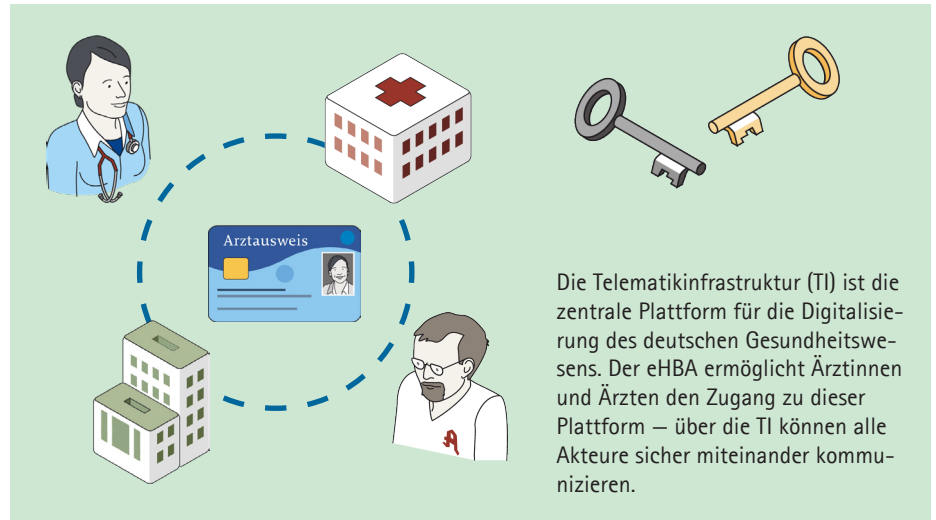 Arztausweis
Die Telematikinfrastruktur (TI) ist die
zentrale Plattform für die Digitalisie-
rung des deutschen Gesundheitswe-
sens. Der eHBA ermöglicht Ärztinnen
und Ärzten den Zugang zu dieser
Plattform — über die TI können alle
Akteure sicher miteinander kommu-
nizieren.